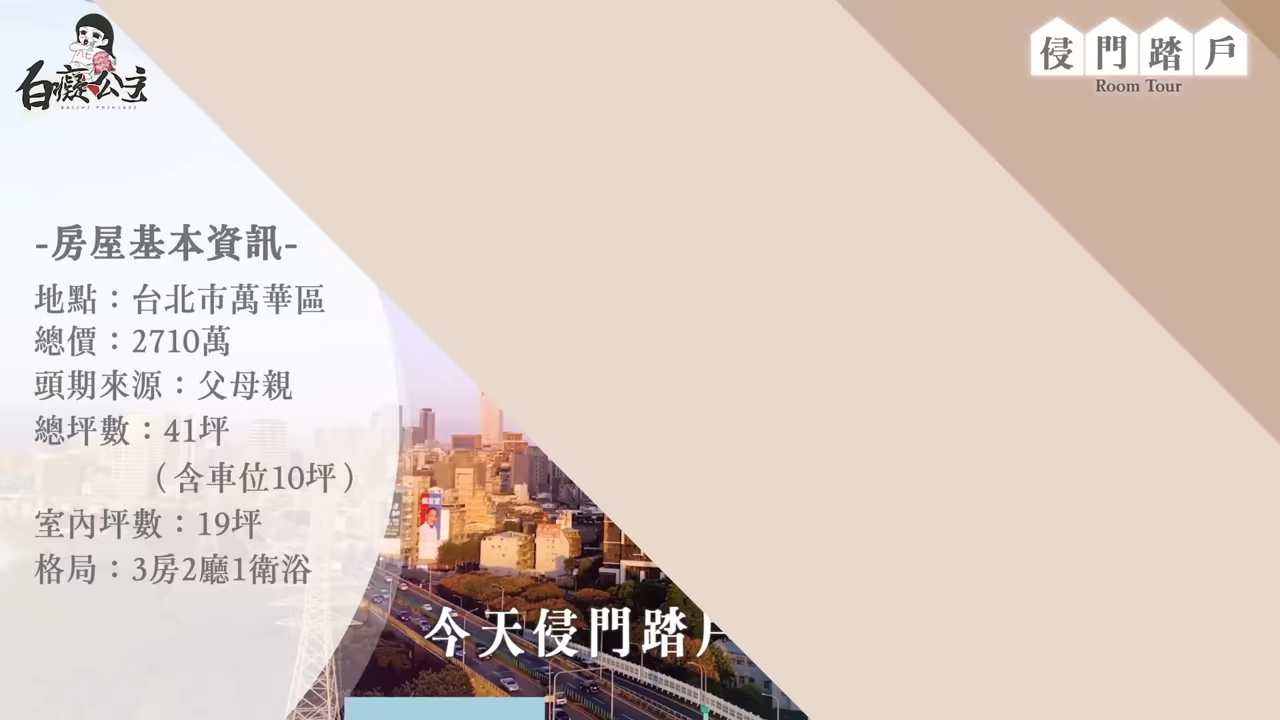 白癡公主
BAICHI PRINCESS
侵門踏戶
Room Tour
-房屋基本資訊-
地點：台北市萬華區
總價：2710萬
頭期來源：父母親
總坪數：41坪
（含車位10坪）
室內坪數：19坪
格局：3房2廳1衛浴
今天侵門踏戶